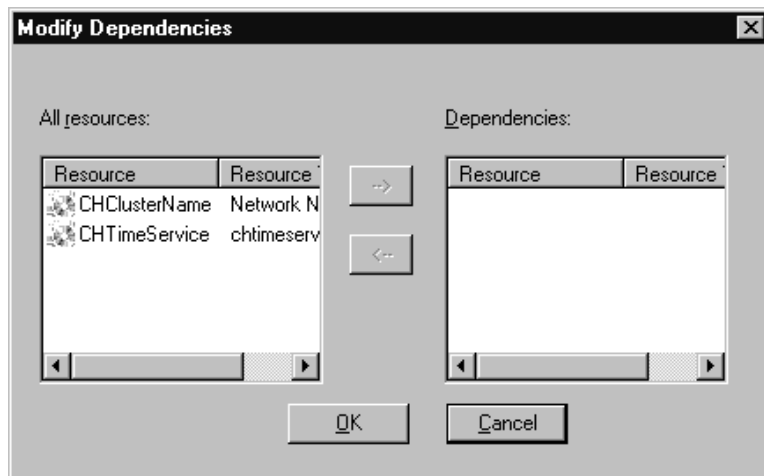 Modify Dependencies
All resources:
Dependencies:
Resource Resource T
CHClusterName Network N
CHTimeService chtimeserv
-->
<--
Resource Resource
OK
Cancel